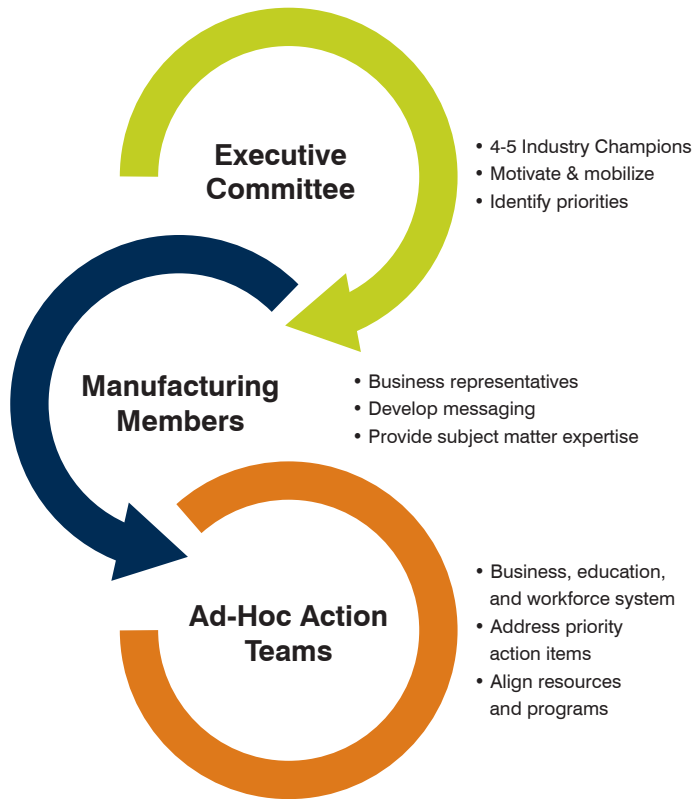 Executive
Committee
• 4-5 Industry Champions
• Motivate & mobilize
• Identify priorities
Manufacturing
Members
• Business representatives
• Develop messaging
• Provide subject matter expertise
Ad-Hoc Action
Teams
• Business, education,
and workforce system
• Address priority
action items
• Align resources
and programs